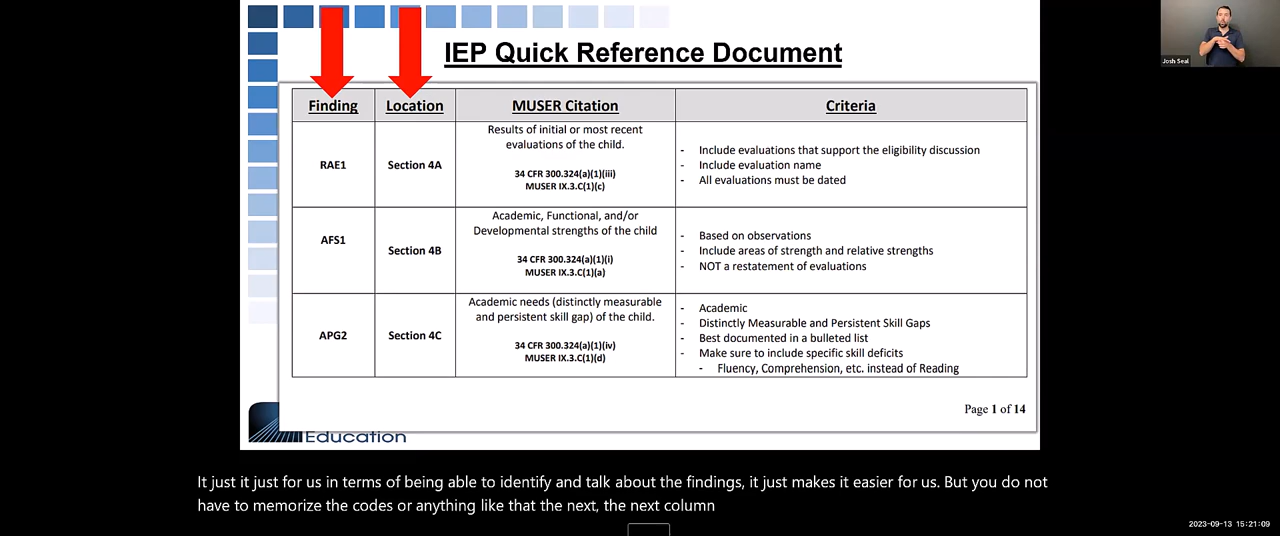 IEP Quick Reference Document
Josh Seal
Finding Location MUSER Citation Criteria
RAE1
Section 4A
Results of initial or most recent
evaluations of the child.
34 CFR 300.324(a)(1)(iii)
MUSER IX.3.C(1)(c)
- Include evaluations that support the eligibility discussion
- Include evaluation name
- All evaluations must be dated
AFS1
Section 4B
Academic, Functional, and/or
Developmental strengths of the child
34 CFR 300.324(a)(1)(i)
MUSER IX.3.C(1)(a)
- Based on observations
- Include areas of strength and relative strengths
- NOT a restatement of evaluations
APG2
Section 4C
Academic needs (distinctly measurable
and persistent skill gap) of the child.
34 CFR 300.324(a)(1)(iv)
MUSER IX.3.C(1)(d)
- Academic
- Distinctly Measurable and Persistent Skill Gaps
- Best documented in a bulleted list
- Make sure to include specific skill deficits
- Fluency, Comprehension, etc. instead of Reading
Page 1 of 14
Education
It just it just for us in terms of being able to identify and talk about the findings, it just makes it easier for us. But you do not
have to memorize the codes or anything like that the next, the next column
2023-09-13 15:21:09